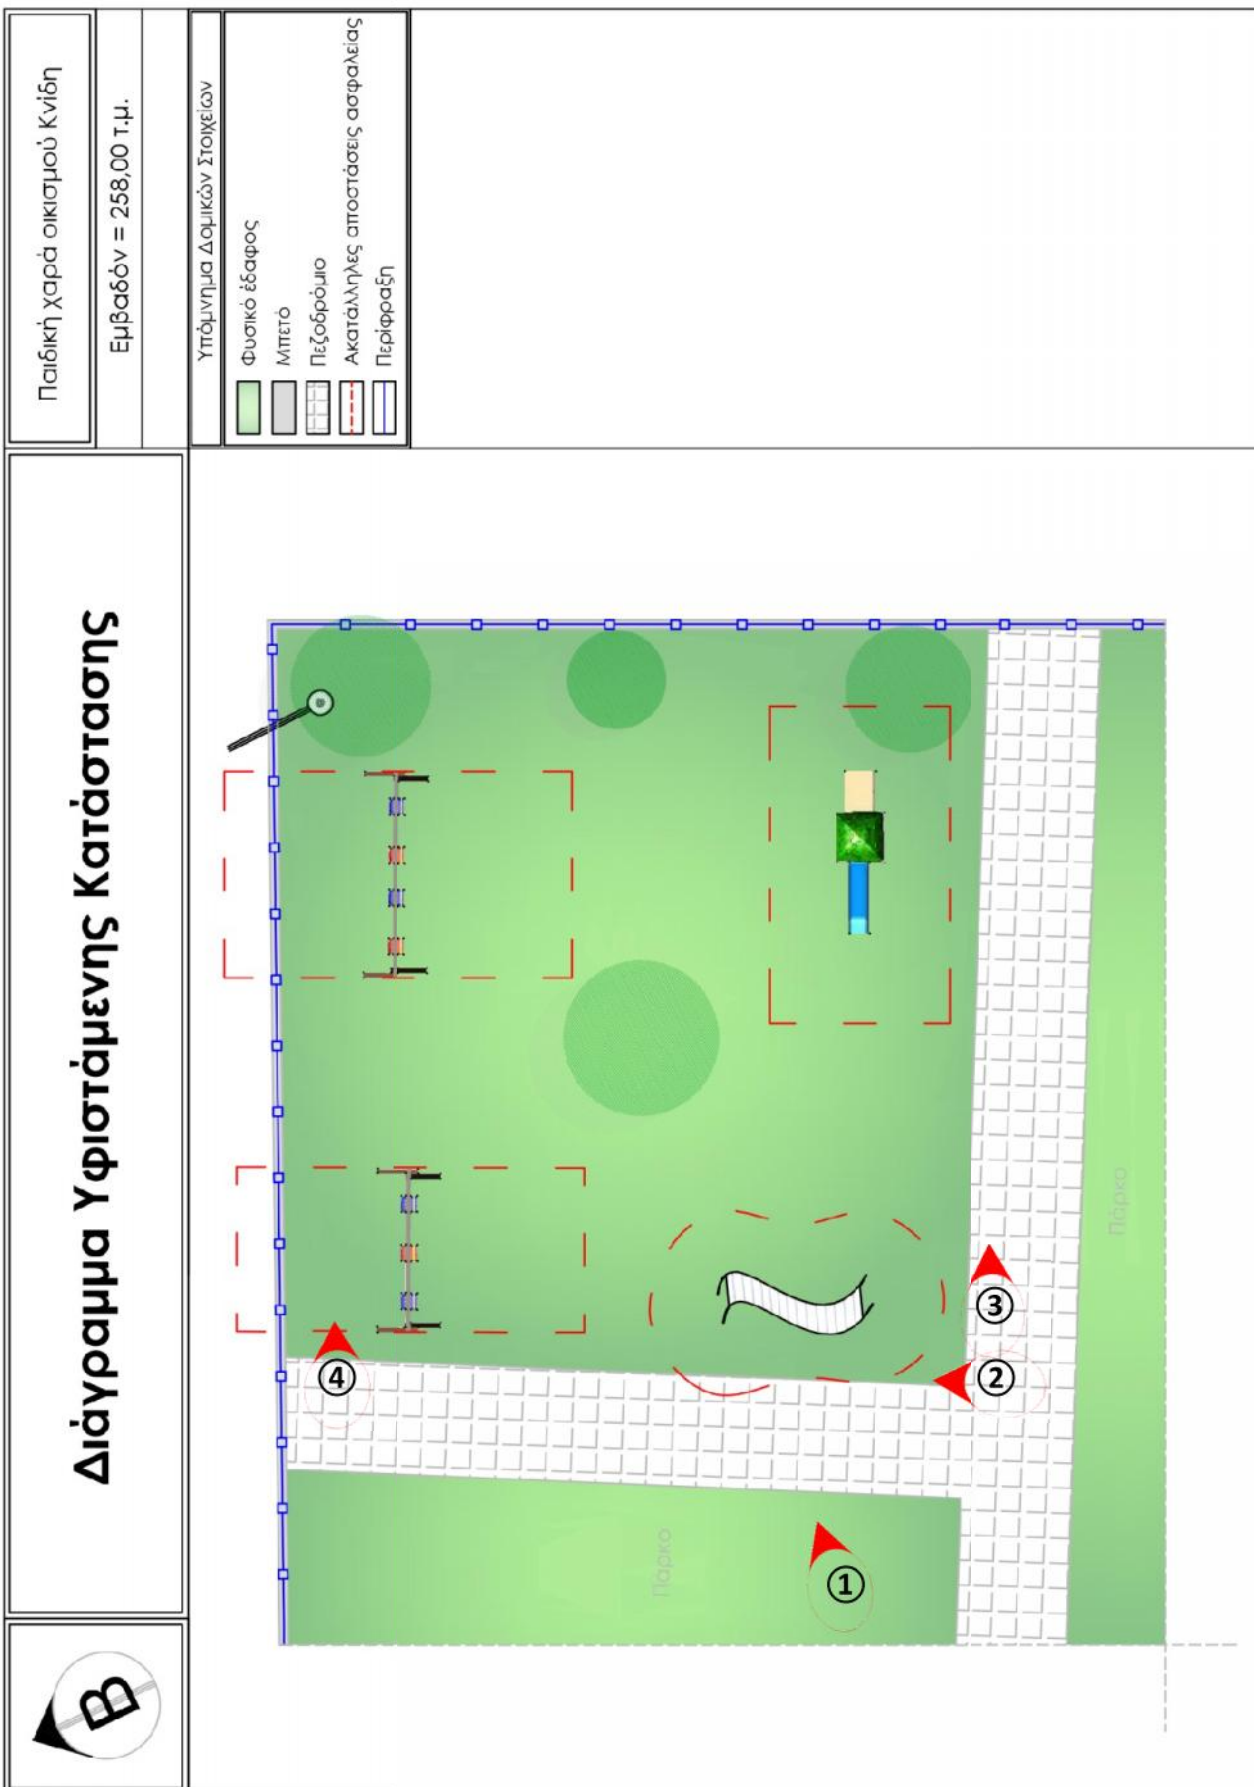 Β
Διάγραμμα Υφιστάμενης Κατάστασης
Παιδική χαρά οικισμού Κνίδη
Εμβαδόν = 258,00 τ.μ.
Υπόμνημα Δομικών Στοιχείων
Φυσικό έδαφος
Μπετό
Πεζοδρόμιο
Ακατάλληλες αποστάσεις ασφαλείας
Περίφραξη
4
3
2
1
Πάρκο
Πάρκο